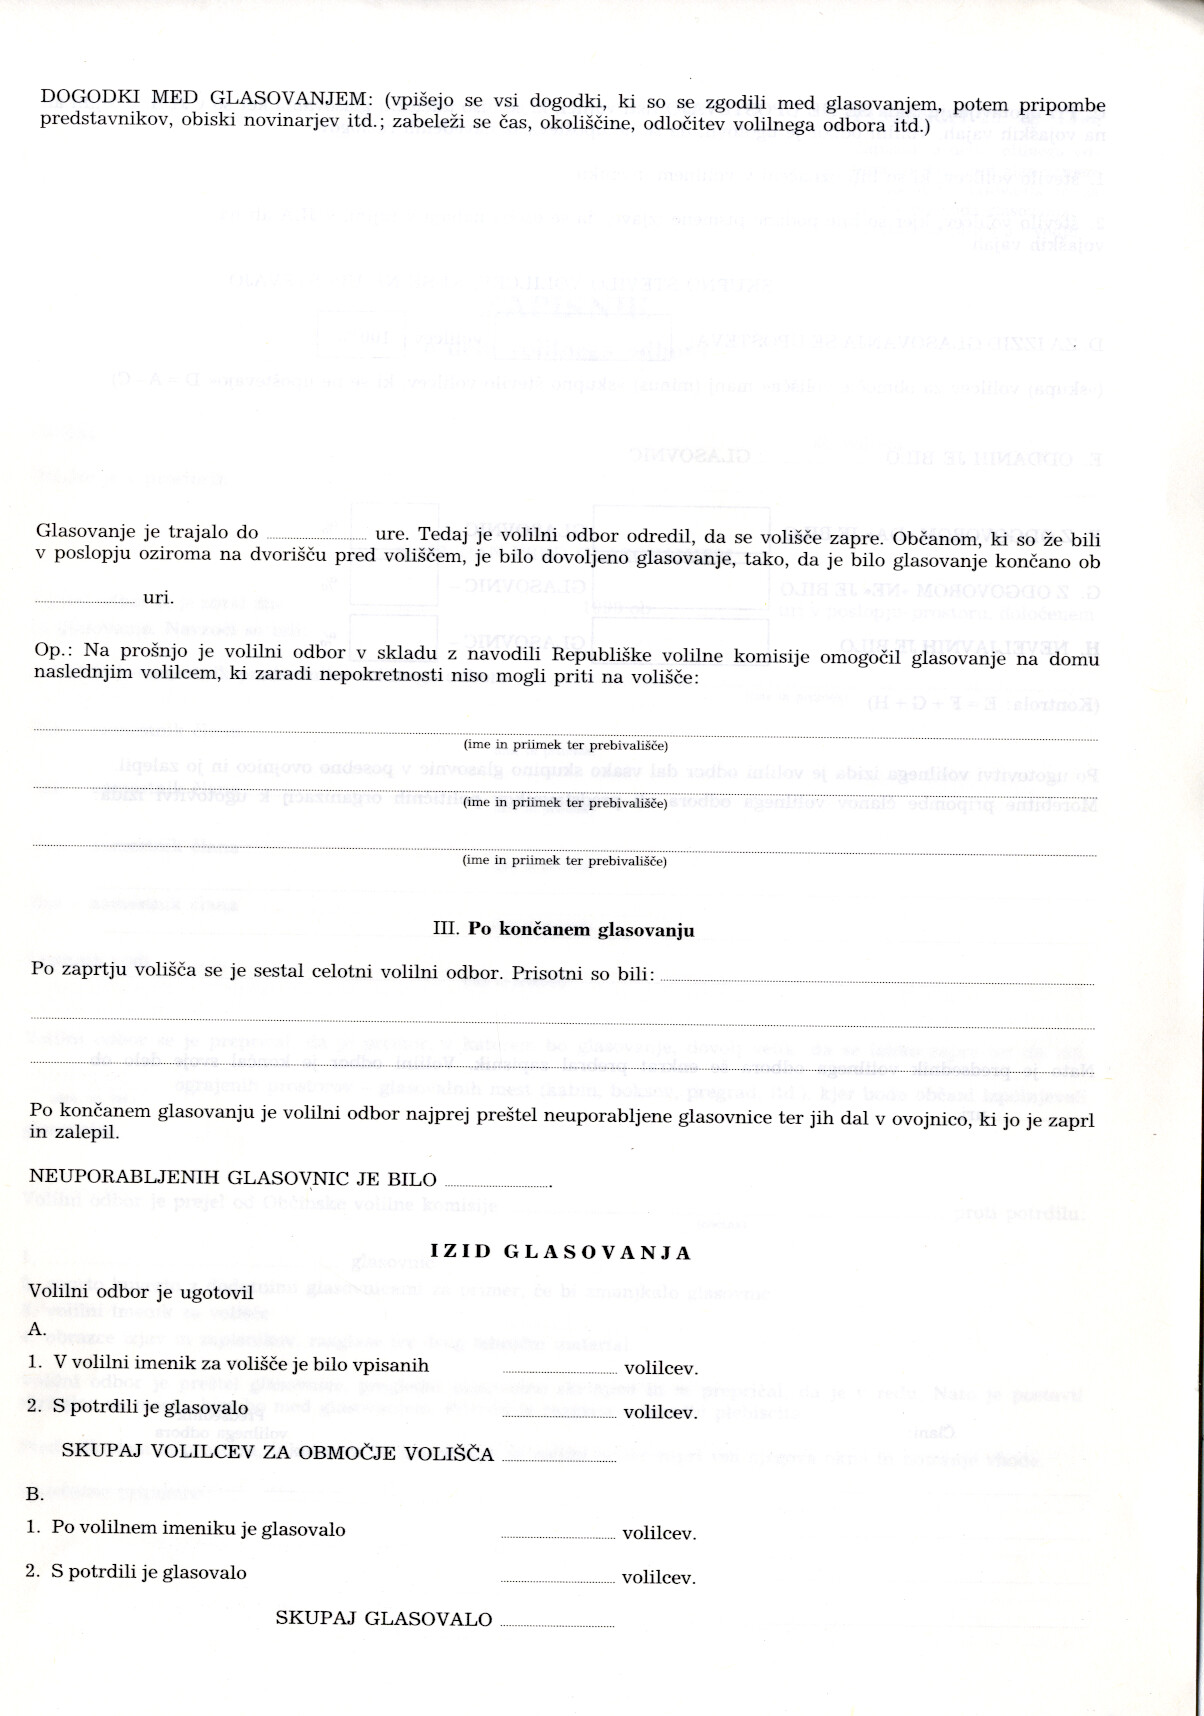 DOGODKI MED GLASOVANJEM: (vpišejo se vsi dogodki, ki so se zgodili med glasovanjem, potem pripombe
predstavnikov, obiski novinarjev itd.; zabeleži se čas, okoliščine, odločitev volilnega odbora itd.)
Glasovanje je trajalo do ........................ ure. Tedaj je volilni odbor odredil, da se volišče zapre. Občanom, ki so že bili
v poslopju oziroma na dvorišču pred voliščem, je bilo dovoljeno glasovanje, tako, da je bilo glasovanje končano ob
........................ uri.
Op.: Na prošnjo je volilni odbor v skladu z navodili Republiške volilne komisije omogočil glasovanje na domu
naslednjim volilcem, ki zaradi nepokretnosti niso mogli priti na volišče:
(ime in priimek ter prebivališče)
(ime in priimek ter prebivališče)
(ime in priimek ter prebivališče)
III. Po končanem glasovanju
Po zaprtju volišča se je sestal celotni volilni odbor. Prisotni so bili:
Po končanem glasovanju je volilni odbor najprej preštel neuporabljene glasovnice ter jih dal v ovojnico, ki jo je zaprl
in zalepil.
NEUPORABLJENIH GLASOVNIC JE BILO ........................
IZID GLASOVANJA
Volilni odbor je ugotovil
A.
1. V volilni imenik za volišče je bilo vpisanih ........................ volilcev.
2. S potrdili je glasovalo ........................ volilcev.
SKUPAJ VOLILCEV ZA OBMOČJE VOLIŠČA ........................
B.
1. Po volilnem imeniku je glasovalo ........................ volilcev.
2. S potrdili je glasovalo ........................ volilcev.
SKUPAJ GLASOVALO ........................